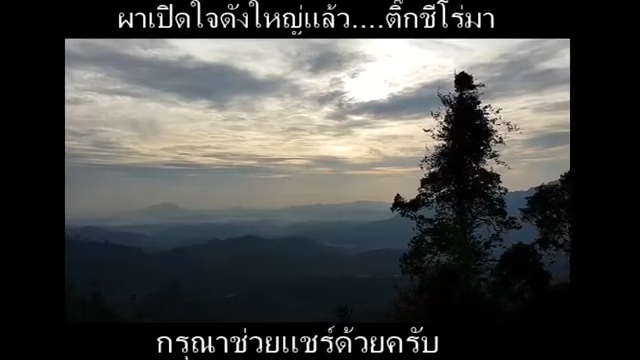 ผาเปิดใจดังใหญ่แล้ว....ติ๊กชีโร่มา
กรุณาช่วยแชร์ด้วยครับ